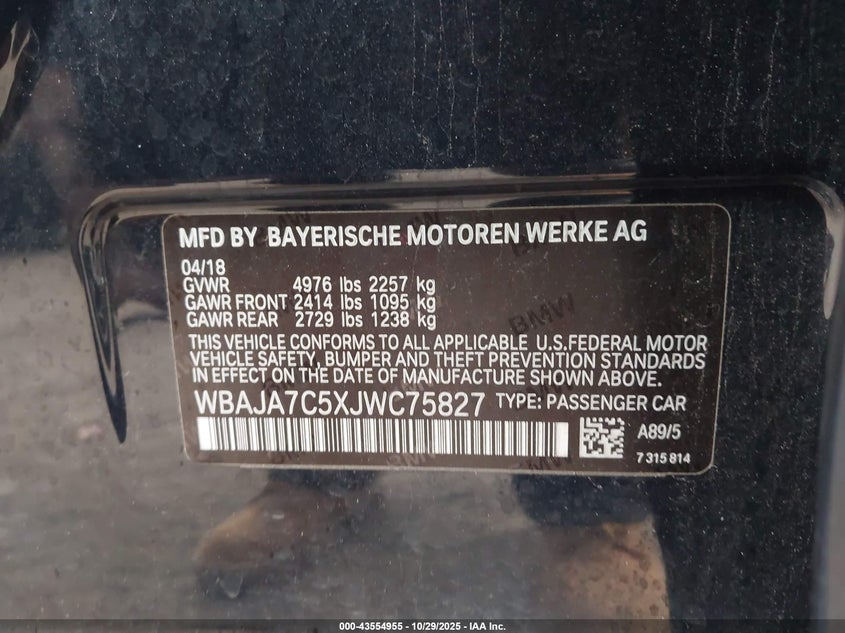 MFD BY BAYERISCHE MOTOREN WERKE AG
04/18
GVWR 4976 lbs 2257 kg
GAWR FRONT 2414 lbs 1095 kg
GAWR REAR 2729 lbs 1238 kg
THIS VEHICLE CONFORMS TO ALL APPLICABLE U.S.FEDERAL MOTOR
VEHICLE SAFETY, BUMPER AND THEFT PREVENTION STANDARDS
IN EFFECT ON THE DATE OF MANUFACTURE SHOWN ABOVE.
WBAJA7C5XJWC75827 TYPE: PASSENGER CAR
A89/5
7 315 814
BMW
000-43554955 - 10/29/2025 - IAA Inc.